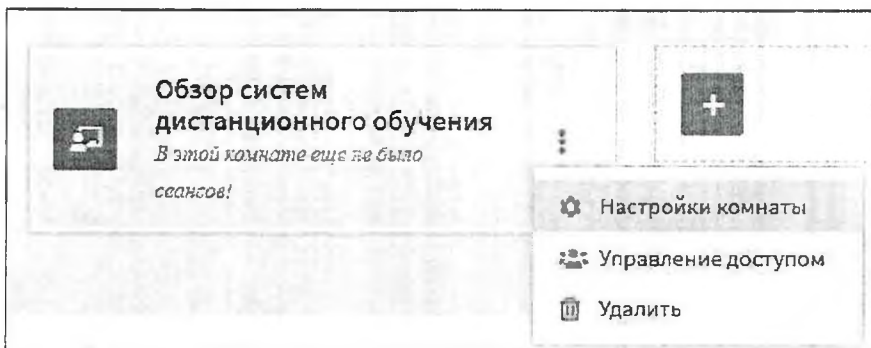 Обзор систем
дистанционного обучения
В этой комнате еще не было
сеансов!
Настройки комнаты
Управление доступом
Удалить